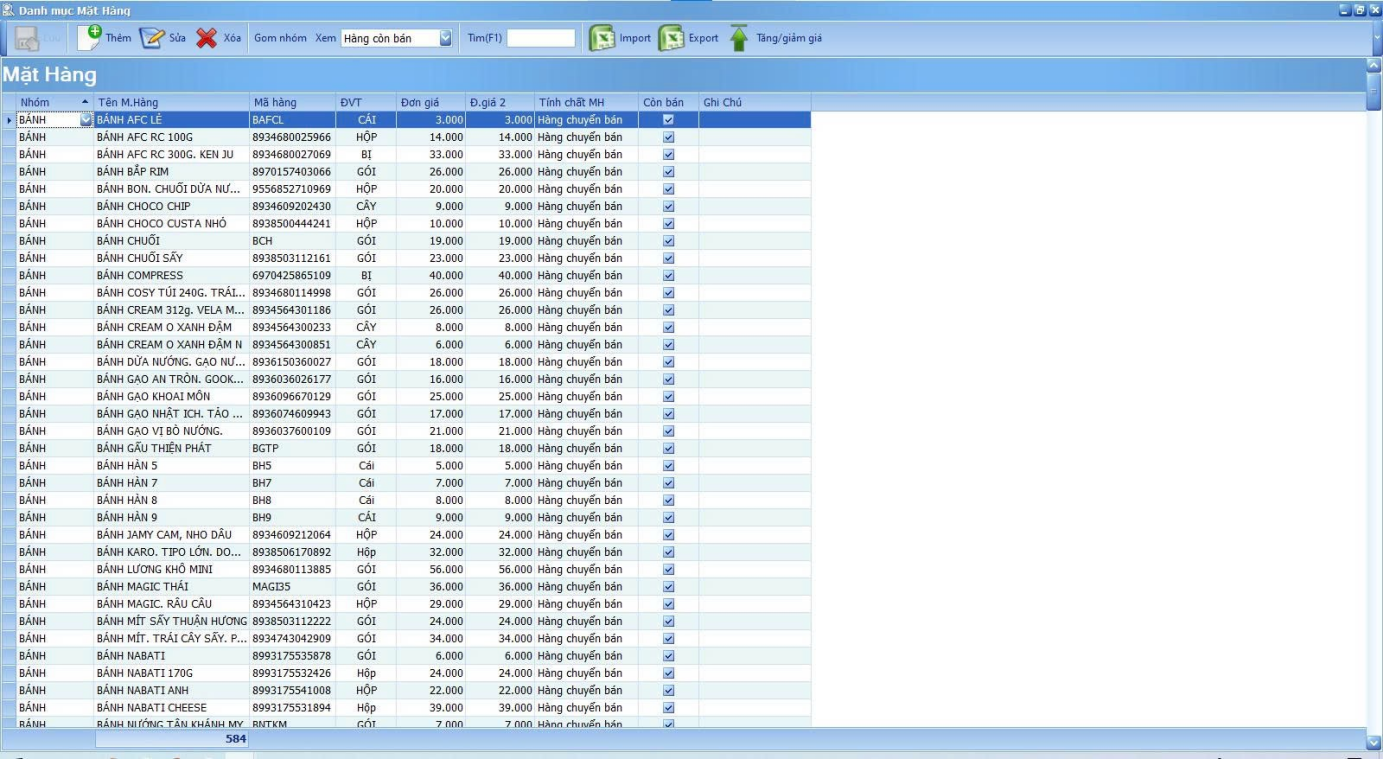 Danh mục Mặt Hàng
Thêm Sửa Xóa Gom nhóm Xem Hàng còn bán Tìm(F1) Import Export Tăng/giảm giá
Mặt Hàng
Nhóm Tên M.Hàng Mã hàng ĐVT Đơn giá Đ.giá 2 Tính chất MH Còn bán Ghi Chú
BÁNH BÁNH AFC LẺ BAFCL CÁI 3.000 3.000 Hàng chuyển bán
BÁNH BÁNH AFC RC 100G 8934680025966 HỘP 14.000 14.000 Hàng chuyển bán
BÁNH BÁNH AFC RC 300G. KEN JU 8934680027069 BỊ 33.000 33.000 Hàng chuyển bán
BÁNH BÁNH BẮP RIM 8970157403066 GÓI 26.000 26.000 Hàng chuyển bán
BÁNH BÁNH BON. CHUỐI DỪA NƯ... 9556852710969 HỘP 20.000 20.000 Hàng chuyển bán
BÁNH BÁNH CHOCO CHIP 8934609202430 CÂY 9.000 9.000 Hàng chuyển bán
BÁNH BÁNH CHOCO CUSTA NHỎ 8938500444241 HỘP 10.000 10.000 Hàng chuyển bán
BÁNH BÁNH CHUỐI BCH GÓI 19.000 19.000 Hàng chuyển bán
BÁNH BÁNH CHUỐI SẤY 8938503112161 GÓI 23.000 23.000 Hàng chuyển bán
BÁNH BÁNH COMPRESS 6970425865109 BỊ 40.000 40.000 Hàng chuyển bán
BÁNH BÁNH COSY TÚI 240G. TRÁI... 8934680114998 GÓI 26.000 26.000 Hàng chuyển bán
BÁNH BÁNH CREAM 312g. VELA M... 8934564301186 GÓI 26.000 26.000 Hàng chuyển bán
BÁNH BÁNH CREAM O XANH ĐẬM 8934564300233 CÂY 8.000 8.000 Hàng chuyển bán
BÁNH BÁNH CREAM O XANH ĐẬM N 8934564300851 CÂY 6.000 6.000 Hàng chuyển bán
BÁNH BÁNH DỪA NƯỚNG. GẠO NƯ... 8936150360027 GÓI 18.000 18.000 Hàng chuyển bán
BÁNH BÁNH GẠO AN TRÒN. GOOK... 8936036026177 GÓI 16.000 16.000 Hàng chuyển bán
BÁNH BÁNH GẠO KHOAI MÔN 8936096670129 GÓI 25.000 25.000 Hàng chuyển bán
BÁNH BÁNH GẠO NHẬT ICH. TẢO ... 8936074609943 GÓI 17.000 17.000 Hàng chuyển bán
BÁNH BÁNH GẠO VỊ BÒ NƯỚNG. 8936037600109 GÓI 21.000 21.000 Hàng chuyển bán
BÁNH BÁNH GẤU THIỆN PHÁT BGTP GÓI 18.000 18.000 Hàng chuyển bán
BÁNH BÁNH HÀN 5 BH5 Cái 5.000 5.000 Hàng chuyển bán
BÁNH BÁNH HÀN 7 BH7 Cái 7.000 7.000 Hàng chuyển bán
BÁNH BÁNH HÀN 8 BH8 Cái 8.000 8.000 Hàng chuyển bán
BÁNH BÁNH HÀN 9 BH9 CÁI 9.000 9.000 Hàng chuyển bán
BÁNH BÁNH JAMY CAM, NHO DÂU 8934609212064 HỘP 24.000 24.000 Hàng chuyển bán
BÁNH BÁNH KARO. TIPO LỚN. DO... 8938506170892 Hộp 32.000 32.000 Hàng chuyển bán
BÁNH BÁNH LƯƠNG KHÔ MINI 8934680113885 GÓI 56.000 56.000 Hàng chuyển bán
BÁNH BÁNH MAGIC THÁI MAGI35 GÓI 36.000 36.000 Hàng chuyển bán
BÁNH BÁNH MAGIC. RÂU CÂU 8934564310423 HỘP 29.000 29.000 Hàng chuyển bán
BÁNH BÁNH MÍT SẤY THUẬN HƯƠNG 8938503112222 GÓI 24.000 24.000 Hàng chuyển bán
BÁNH BÁNH MÍT. TRÁI CÂY SẤY. P... 8934743042909 GÓI 34.000 34.000 Hàng chuyển bán
BÁNH BÁNH NABATI 8993175535878 GÓI 6.000 6.000 Hàng chuyển bán
BÁNH BÁNH NABATI 170G 8993175532426 Hộp 24.000 24.000 Hàng chuyển bán
BÁNH BÁNH NABATI ANH 8993175541008 HỘP 22.000 22.000 Hàng chuyển bán
BÁNH BÁNH NABATI CHEESE 8993175531894 Hộp 39.000 39.000 Hàng chuyển bán
BÁNH BÁNH NƯỚNG TÂN KHÁNH MY BNTKM GÓI 7.000 7.000 Hàng chuyển bán
584